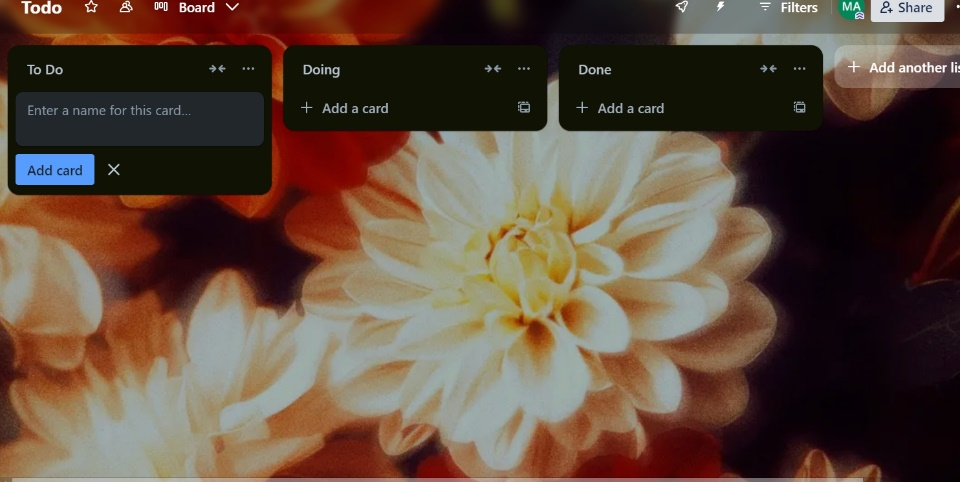 Todo Board Filters MA Share
To Do
Enter a name for this card...
Add card
Doing
Add a card
Done
Add a card
Add another lis